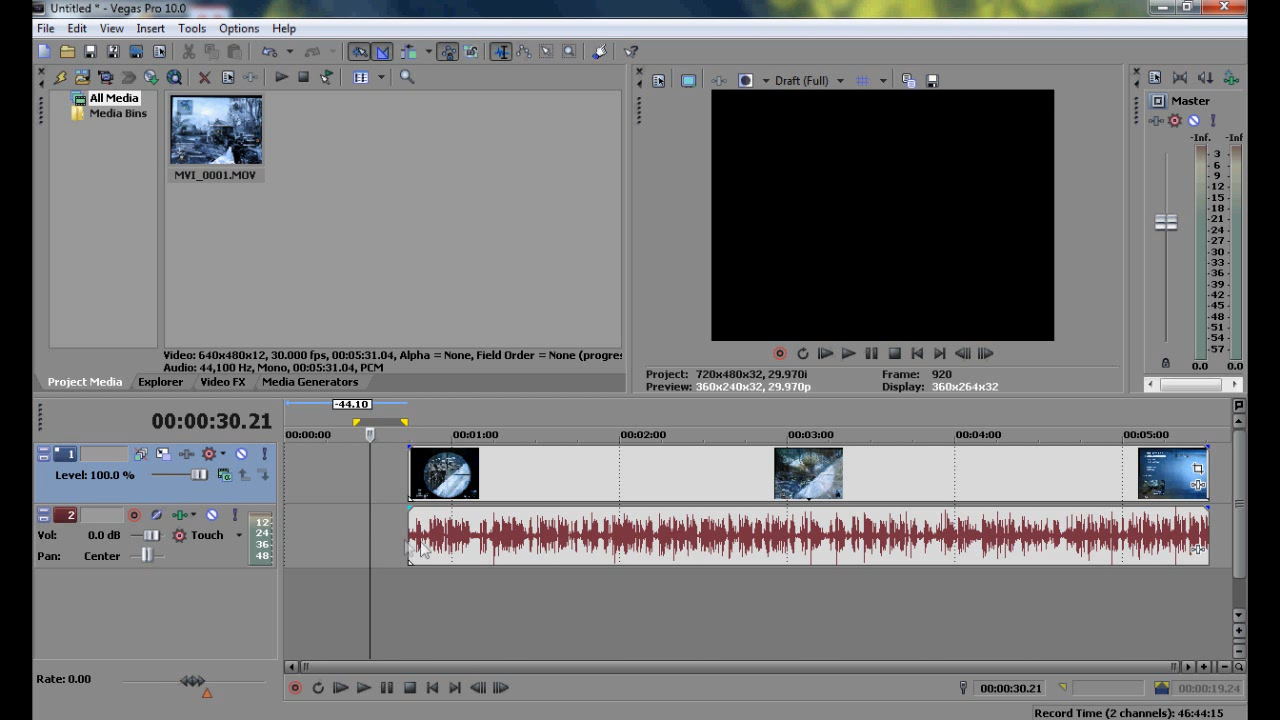 Untitled * - Vegas Pro 10.0
File Edit View Insert Tools Options Help
Draft (Full)
All Media
Media Bins
MVI_0001.MOV
Master
-Inf. -Inf
3
6
9
12
15
18
21
24
27
30
33
36
39
42
45
48
51
54
57
0.0 0.0
Video: 640x480x12, 30.000 fps, 00:05:31.04, Alpha = None, Field Order = None (progres
Audio: 44,100 Hz, Mono, 00:05:31.04, PCM
Project Media Explorer Video FX Media Generators
Project: 720x480x32, 29.970i Frame: 920
Preview: 360x240x32, 29.970p Display: 360x264x32
-44.10
00:00:30.21
00:00:00 00:01:00 00:02:00 00:03:00 00:04:00 00:05:00
1
Level: 100.0 %
2
Vol: 0.0 dB Touch
Pan: Center
12
24
36
48
Rate: 0.00
00:00:30.21 00:00:19.24
Record Time (2 channels): 46:44:15